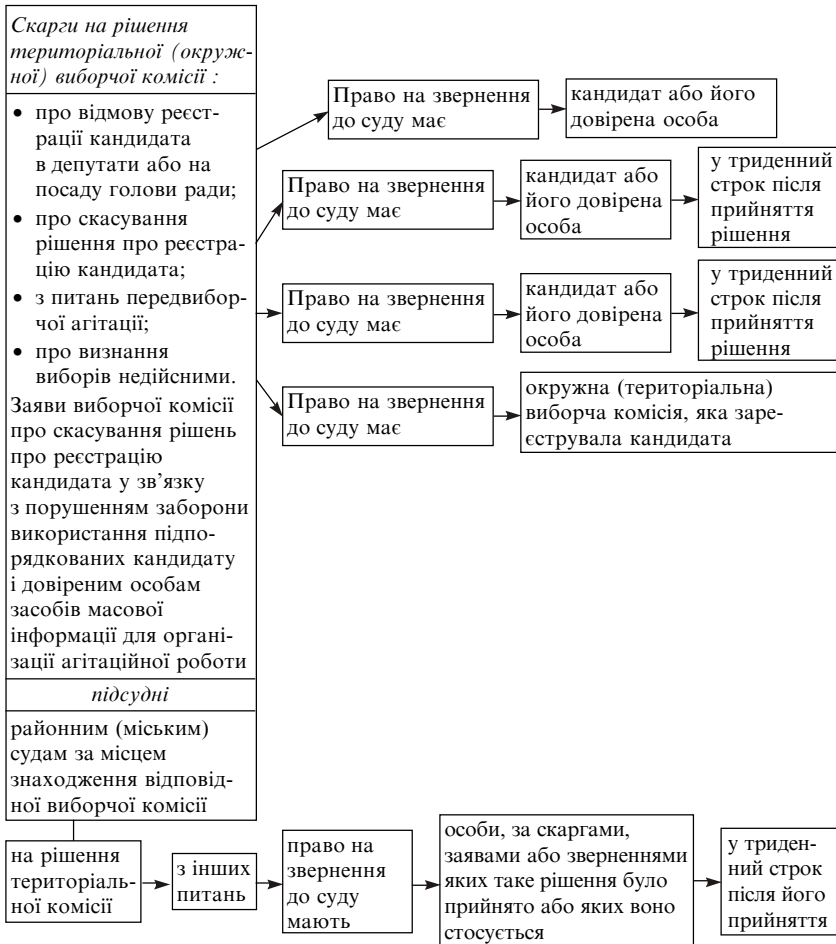 Скарги на рішення
територіальної (окруж-
ної) виборчої комісії :
• про відмову реєст-
рації кандидата
в депутати або на
посаду голови ради;
• про скасування
рішення про реєстра-
цію кандидата;
• з питань передвибор-
чої агітації;
• про визнання
виборів недійсними.
Заяви виборчої комісії
про скасування рішень
про реєстрацію
кандидата у зв’язку
з порушенням заборони
використання підпо-
рядкованих кандидату
і довіреним особам
засобів масової
інформації для органі-
зації агітаційної роботи
підсудні
районним (міським)
судам за місцем
знаходження відповід-
ної виборчої комісії
Право на звернення
до суду має
кандидат або його
довірена особа
Право на звернення
до суду має
кандидат або
його довірена
особа
у триденний
строк після
прийняття
рішення
Право на звернення
до суду має
кандидат або
його довірена
особа
у триденний
строк після
прийняття
рішення
Право на звернення
до суду має
окружна (територіальна)
виборча комісія, яка заре-
єструвала кандидата
на рішення
територіаль-
ної комісії
з інших
питань
право на
звернення
до суду
мають
особи, за скаргами,
заявами або зверненнями
яких таке рішення було
прийнято або яких воно
стосується
у триден-
ний строк
після його
прийняття